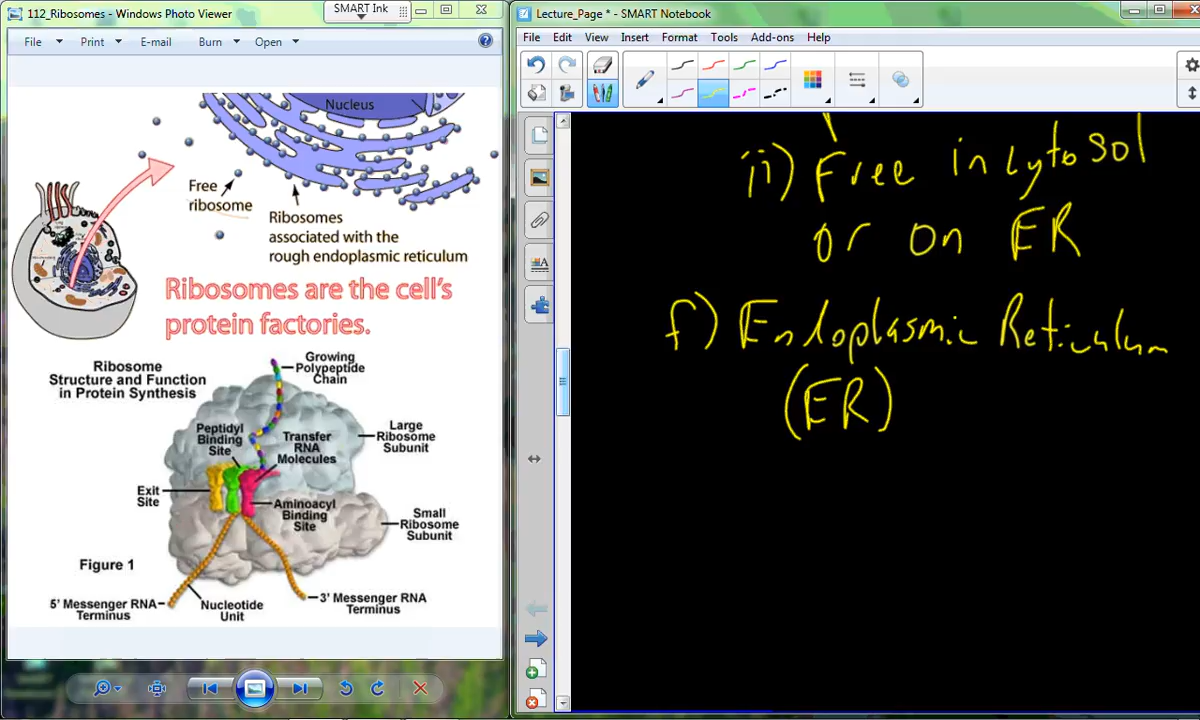 112_Ribosomes - Windows Photo Viewer
SMART Ink
File Print E-mail Burn Open
Nucleus
Free
ribosome
Ribosomes
associated with the
rough endoplasmic reticulum
Ribosomes are the cell's
protein factories.
Ribosome
Structure and Function
in Protein Synthesis
Growing
Polypeptide
Chain
Peptidyl
Binding
Site
Transfer
RNA
Molecules
Large
Ribosome
Subunit
Exit
Site
Aminoacyl
Binding
Site
Small
Ribosome
Subunit
Figure 1
5' Messenger RNA
Terminus
Nucleotide
Unit
3' Messenger RNA
Terminus
Lecture_Page * - SMART Notebook
File Edit View Insert Format Tools Add-ons Help
ii) Free in Cytosol
or on ER
f) Endoplasmic Reticulum
(ER)